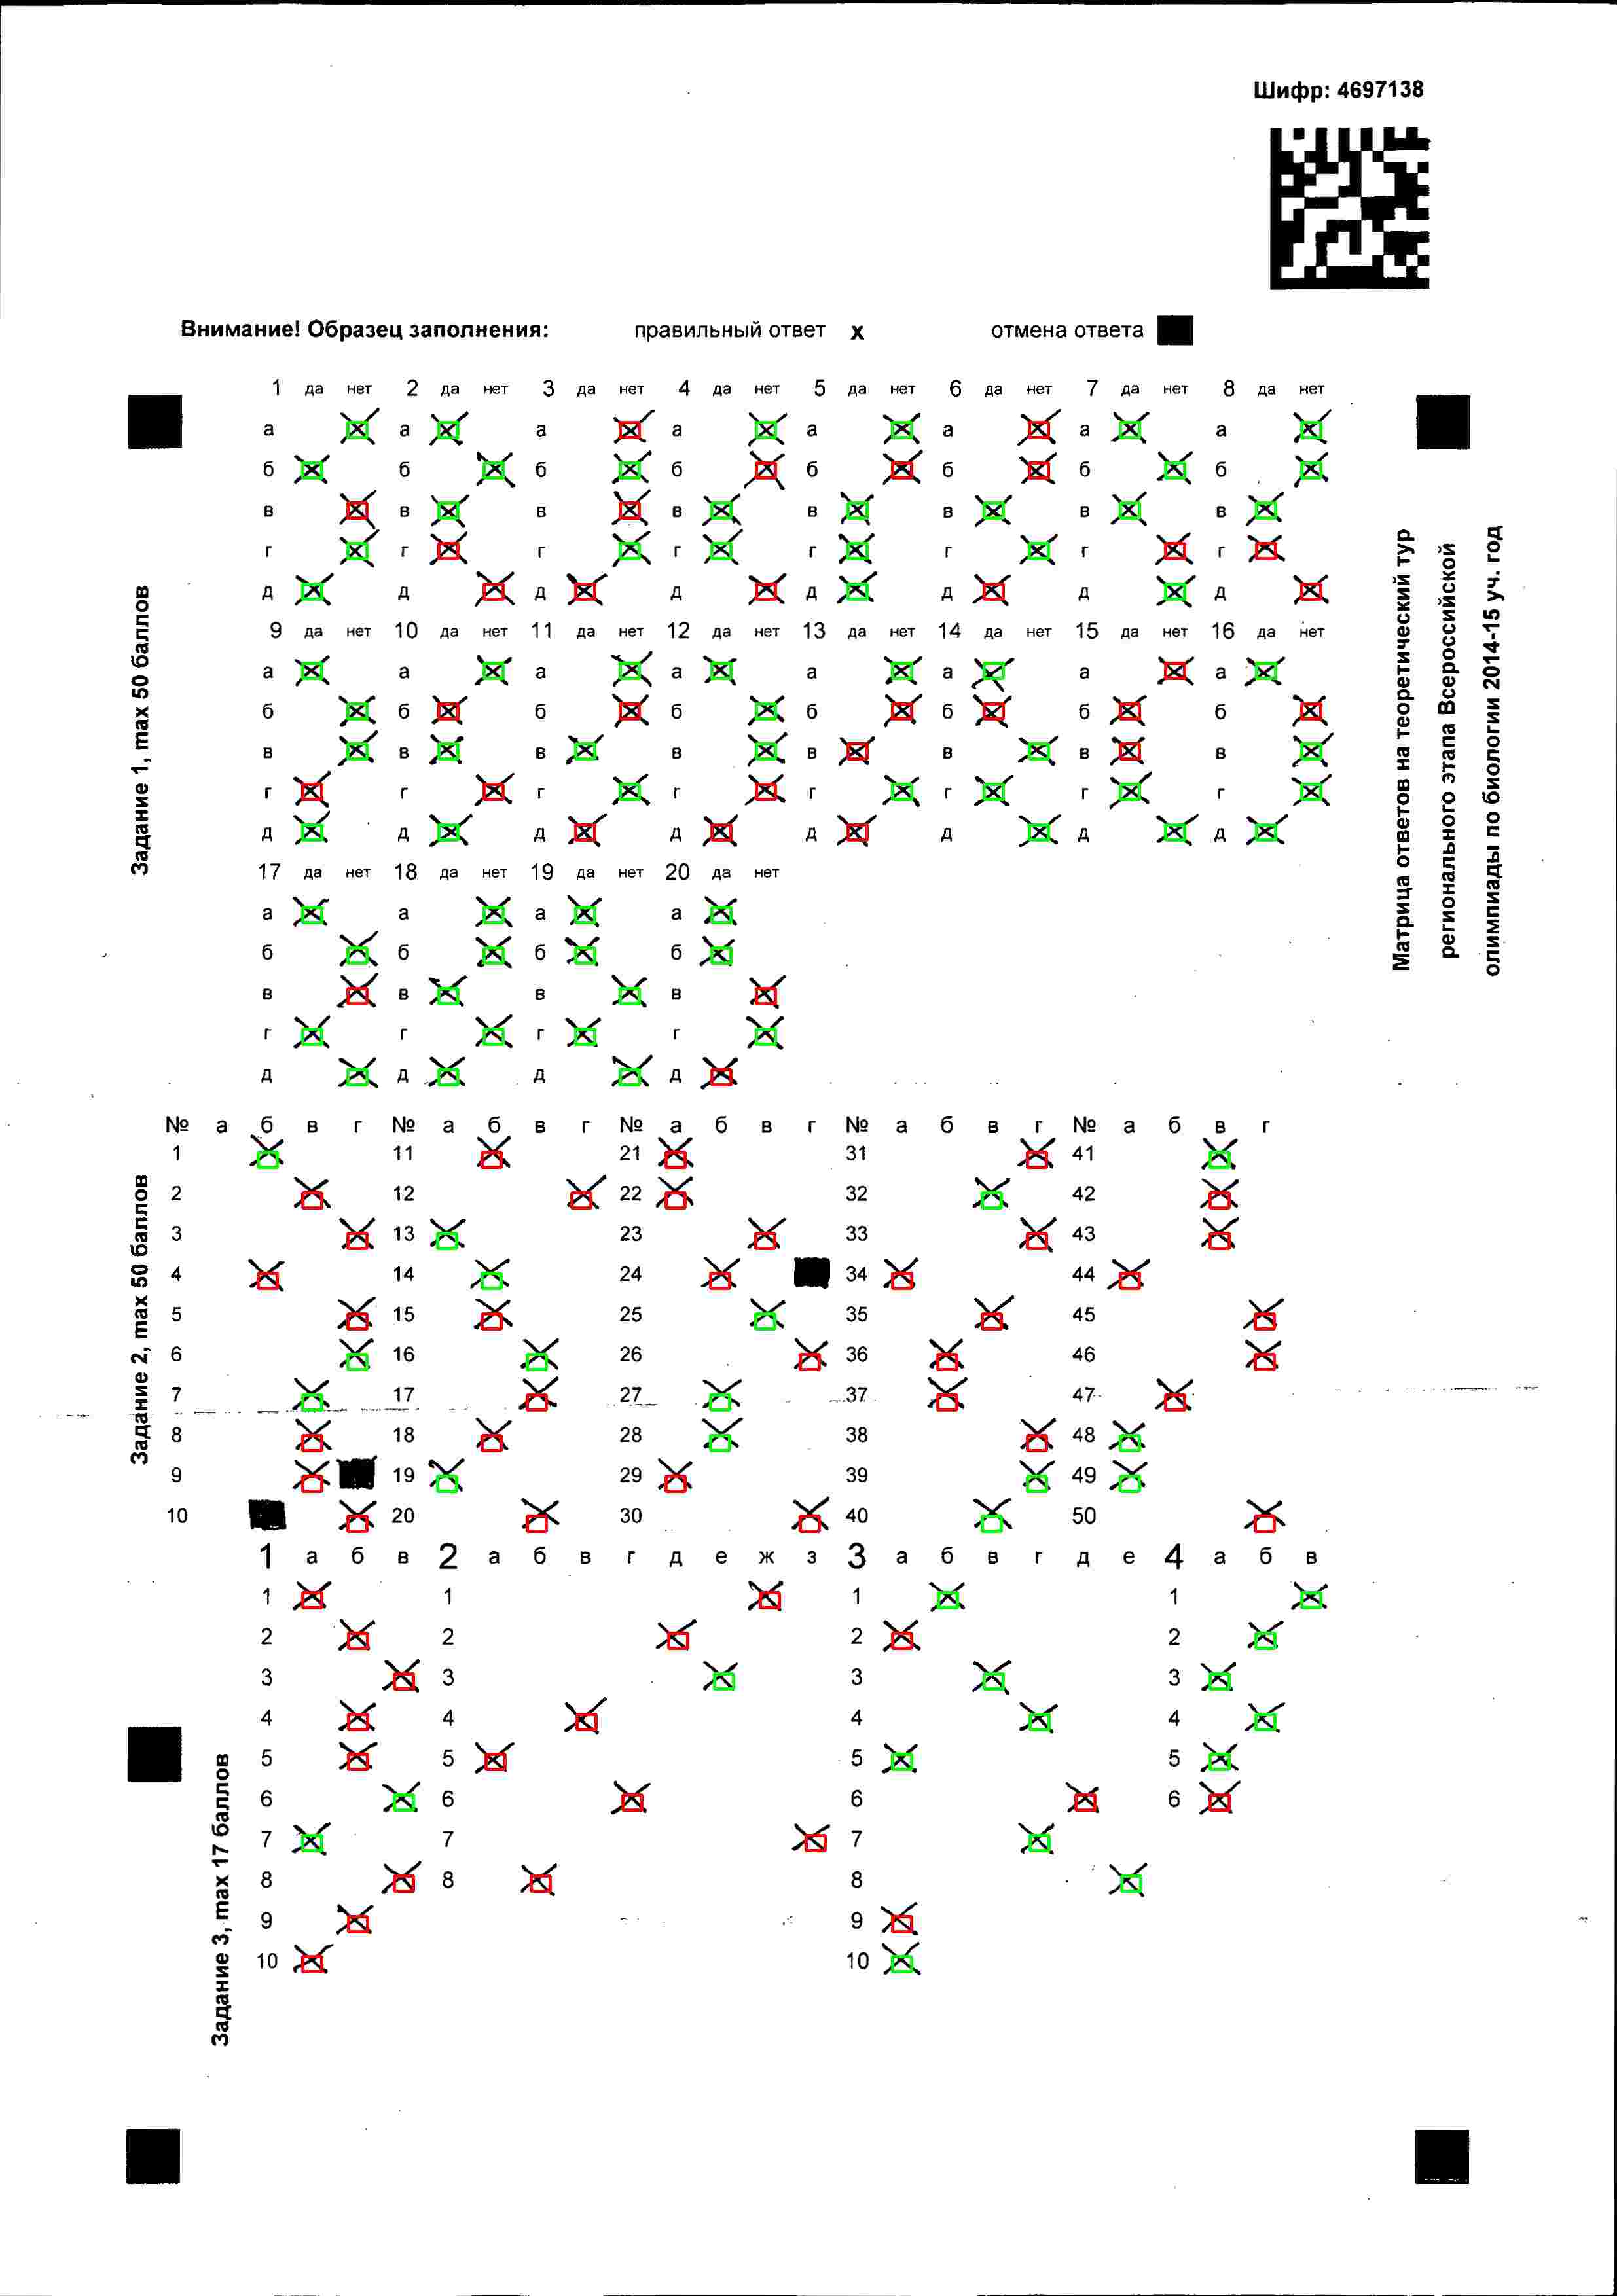 Шифр: 4697138
Внимание! Образец заполнения: правильный ответ х отмена ответа
1 да нет 2 да нет 3 да нет 4 да нет 5 да нет 6 да нет 7 да нет 8 да нет
а а а а а а а а
б б б б б б б б
в в в в в в в в
г г г г г г г г
д д д д д д д д
9 да нет 10 да нет 11 да нет 12 да нет 13 да нет 14 да нет 15 да нет 16 да нет
а а а а а а а а
б б б б б б б б
в в в в в в в в
г г г г г г г г
д д д д д д д д
17 да нет 18 да нет 19 да нет 20 да нет
а а а а
б б б б
в в в в
г г г г
д д д д
Задание 1, max 50 баллов
Матрица ответов на теоретический тур
регионального этапа Всероссийской
олимпиады по биологии 2014-15 уч. год
№ а б в г № а б в г № а б в г № а б в г № а б в г
1 11 21 31 41
2 12 22 32 42
3 13 23 33 43
4 14 24 34 44
5 15 25 35 45
6 16 26 36 46
7 17 27 37 47
8 18 28 38 48
9 19 29 39 49
10 20 30 40 50
Задание 2, max 50 баллов
1 а б в 2 а б в г д е ж з 3 а б в г д е 4 а б в
1 1 1 1
2 2 2 2
3 3 3 3
4 4 4 4
5 5 5 5
6 6 6 6
7 7 7
8 8 8
9 9
10 10
Задание 3, max 17 баллов